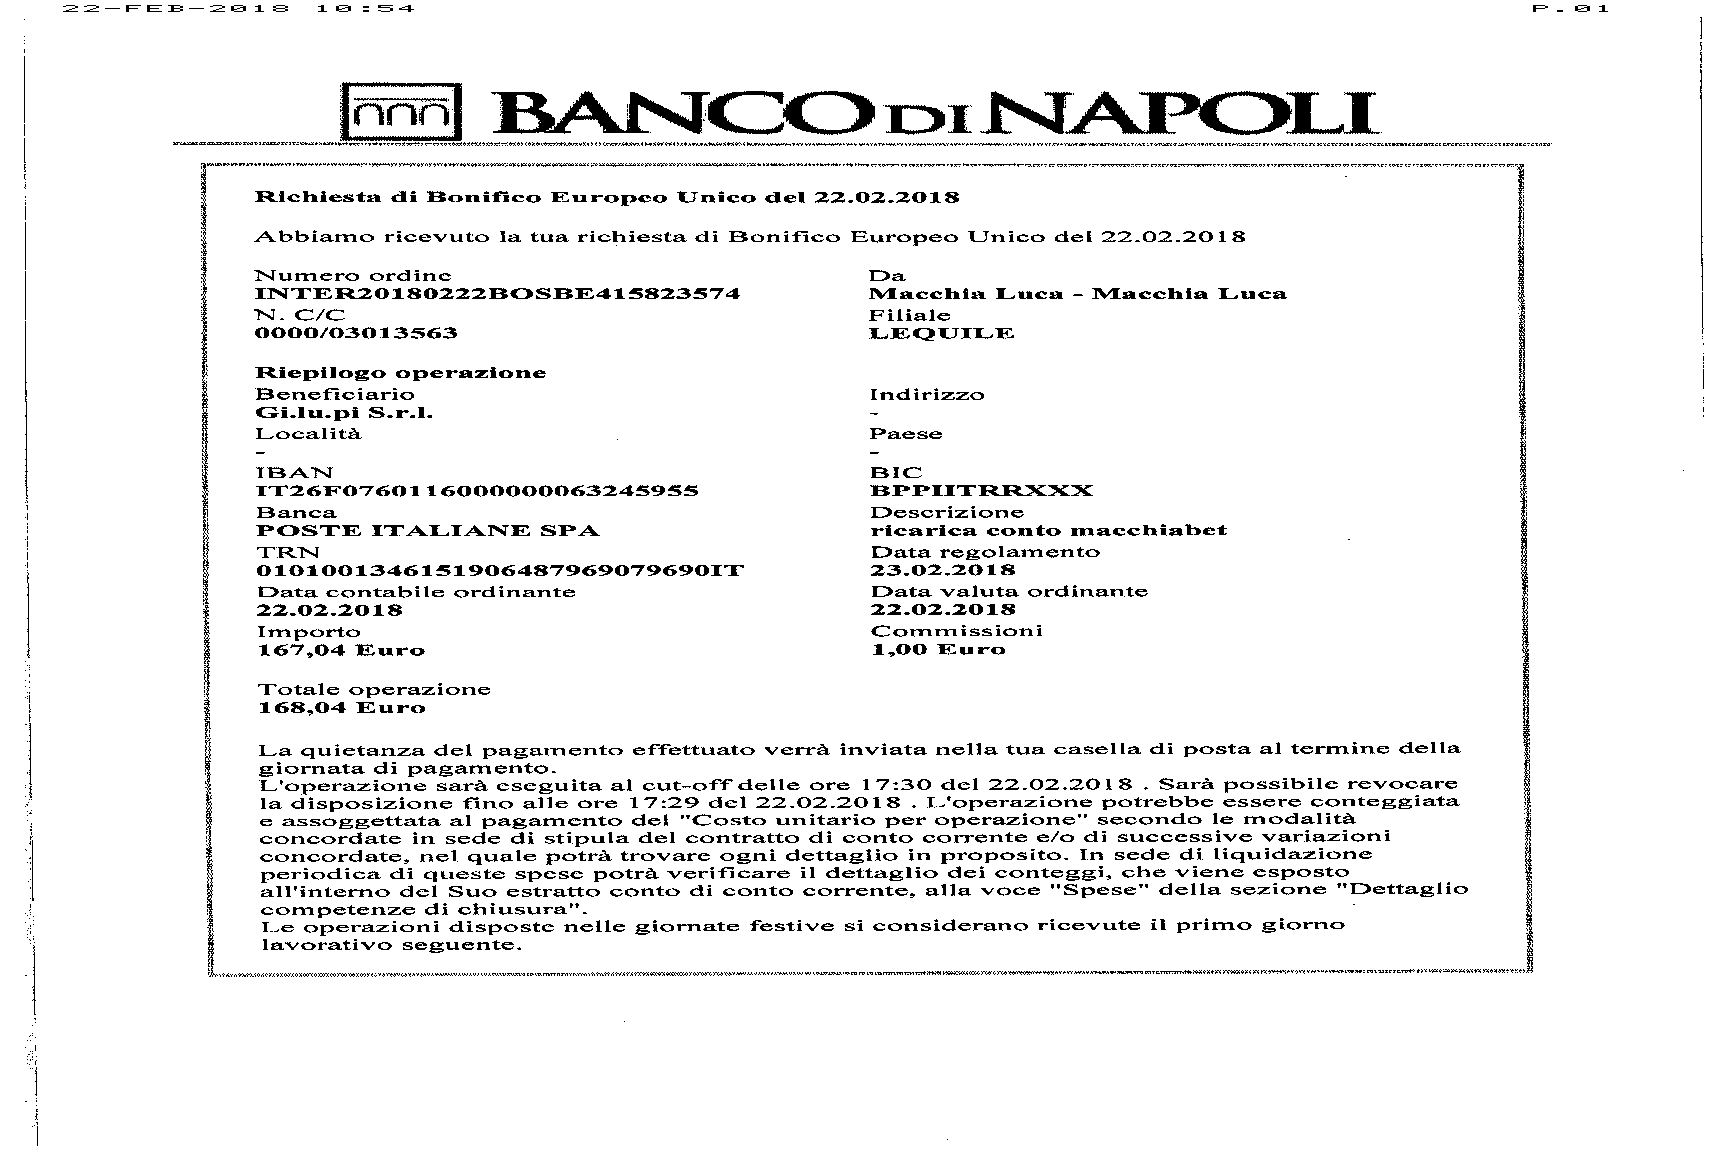 22-FEB-2018 10:54 P.01
BANCO DI NAPOLI
Richiesta di Bonifico Europeo Unico del 22.02.2018
Abbiamo ricevuto la tua richiesta di Bonifico Europeo Unico del 22.02.2018
Numero ordine Da
INTER20180222BOSBE415823574 Macchia Luca - Macchia Luca
N. C/C Filiale
0000/03013563 LEQUILE
Riepilogo operazione
Beneficiario Indirizzo
Gi.lu.pi S.r.l. -
Località Paese
- -
IBAN BIC
IT26F0760116000000063245955 BPPIITRRXXX
Banca Descrizione
POSTE ITALIANE SPA ricarica conto macchiabet
TRN Data regolamento
0101001346151906487969079690IT 23.02.2018
Data contabile ordinante Data valuta ordinante
22.02.2018 22.02.2018
Importo Commissioni
167,04 Euro 1,00 Euro
Totale operazione
168,04 Euro
La quietanza del pagamento effettuato verrà inviata nella tua casella di posta al termine della
giornata di pagamento.
L'operazione sarà eseguita al cut-off delle ore 17:30 del 22.02.2018 . Sarà possibile revocare
la disposizione fino alle ore 17:29 del 22.02.2018 . L'operazione potrebbe essere conteggiata
e assoggettata al pagamento del "Costo unitario per operazione" secondo le modalità
concordate in sede di stipula del contratto di conto corrente e/o di successive variazioni
concordate, nel quale potrà trovare ogni dettaglio in proposito. In sede di liquidazione
periodica di queste spese potrà verificare il dettaglio dei conteggi, che viene esposto
all'interno del Suo estratto conto di conto corrente, alla voce "Spese" della sezione "Dettaglio
competenze di chiusura".
Le operazioni disposte nelle giornate festive si considerano ricevute il primo giorno
lavorativo seguente.